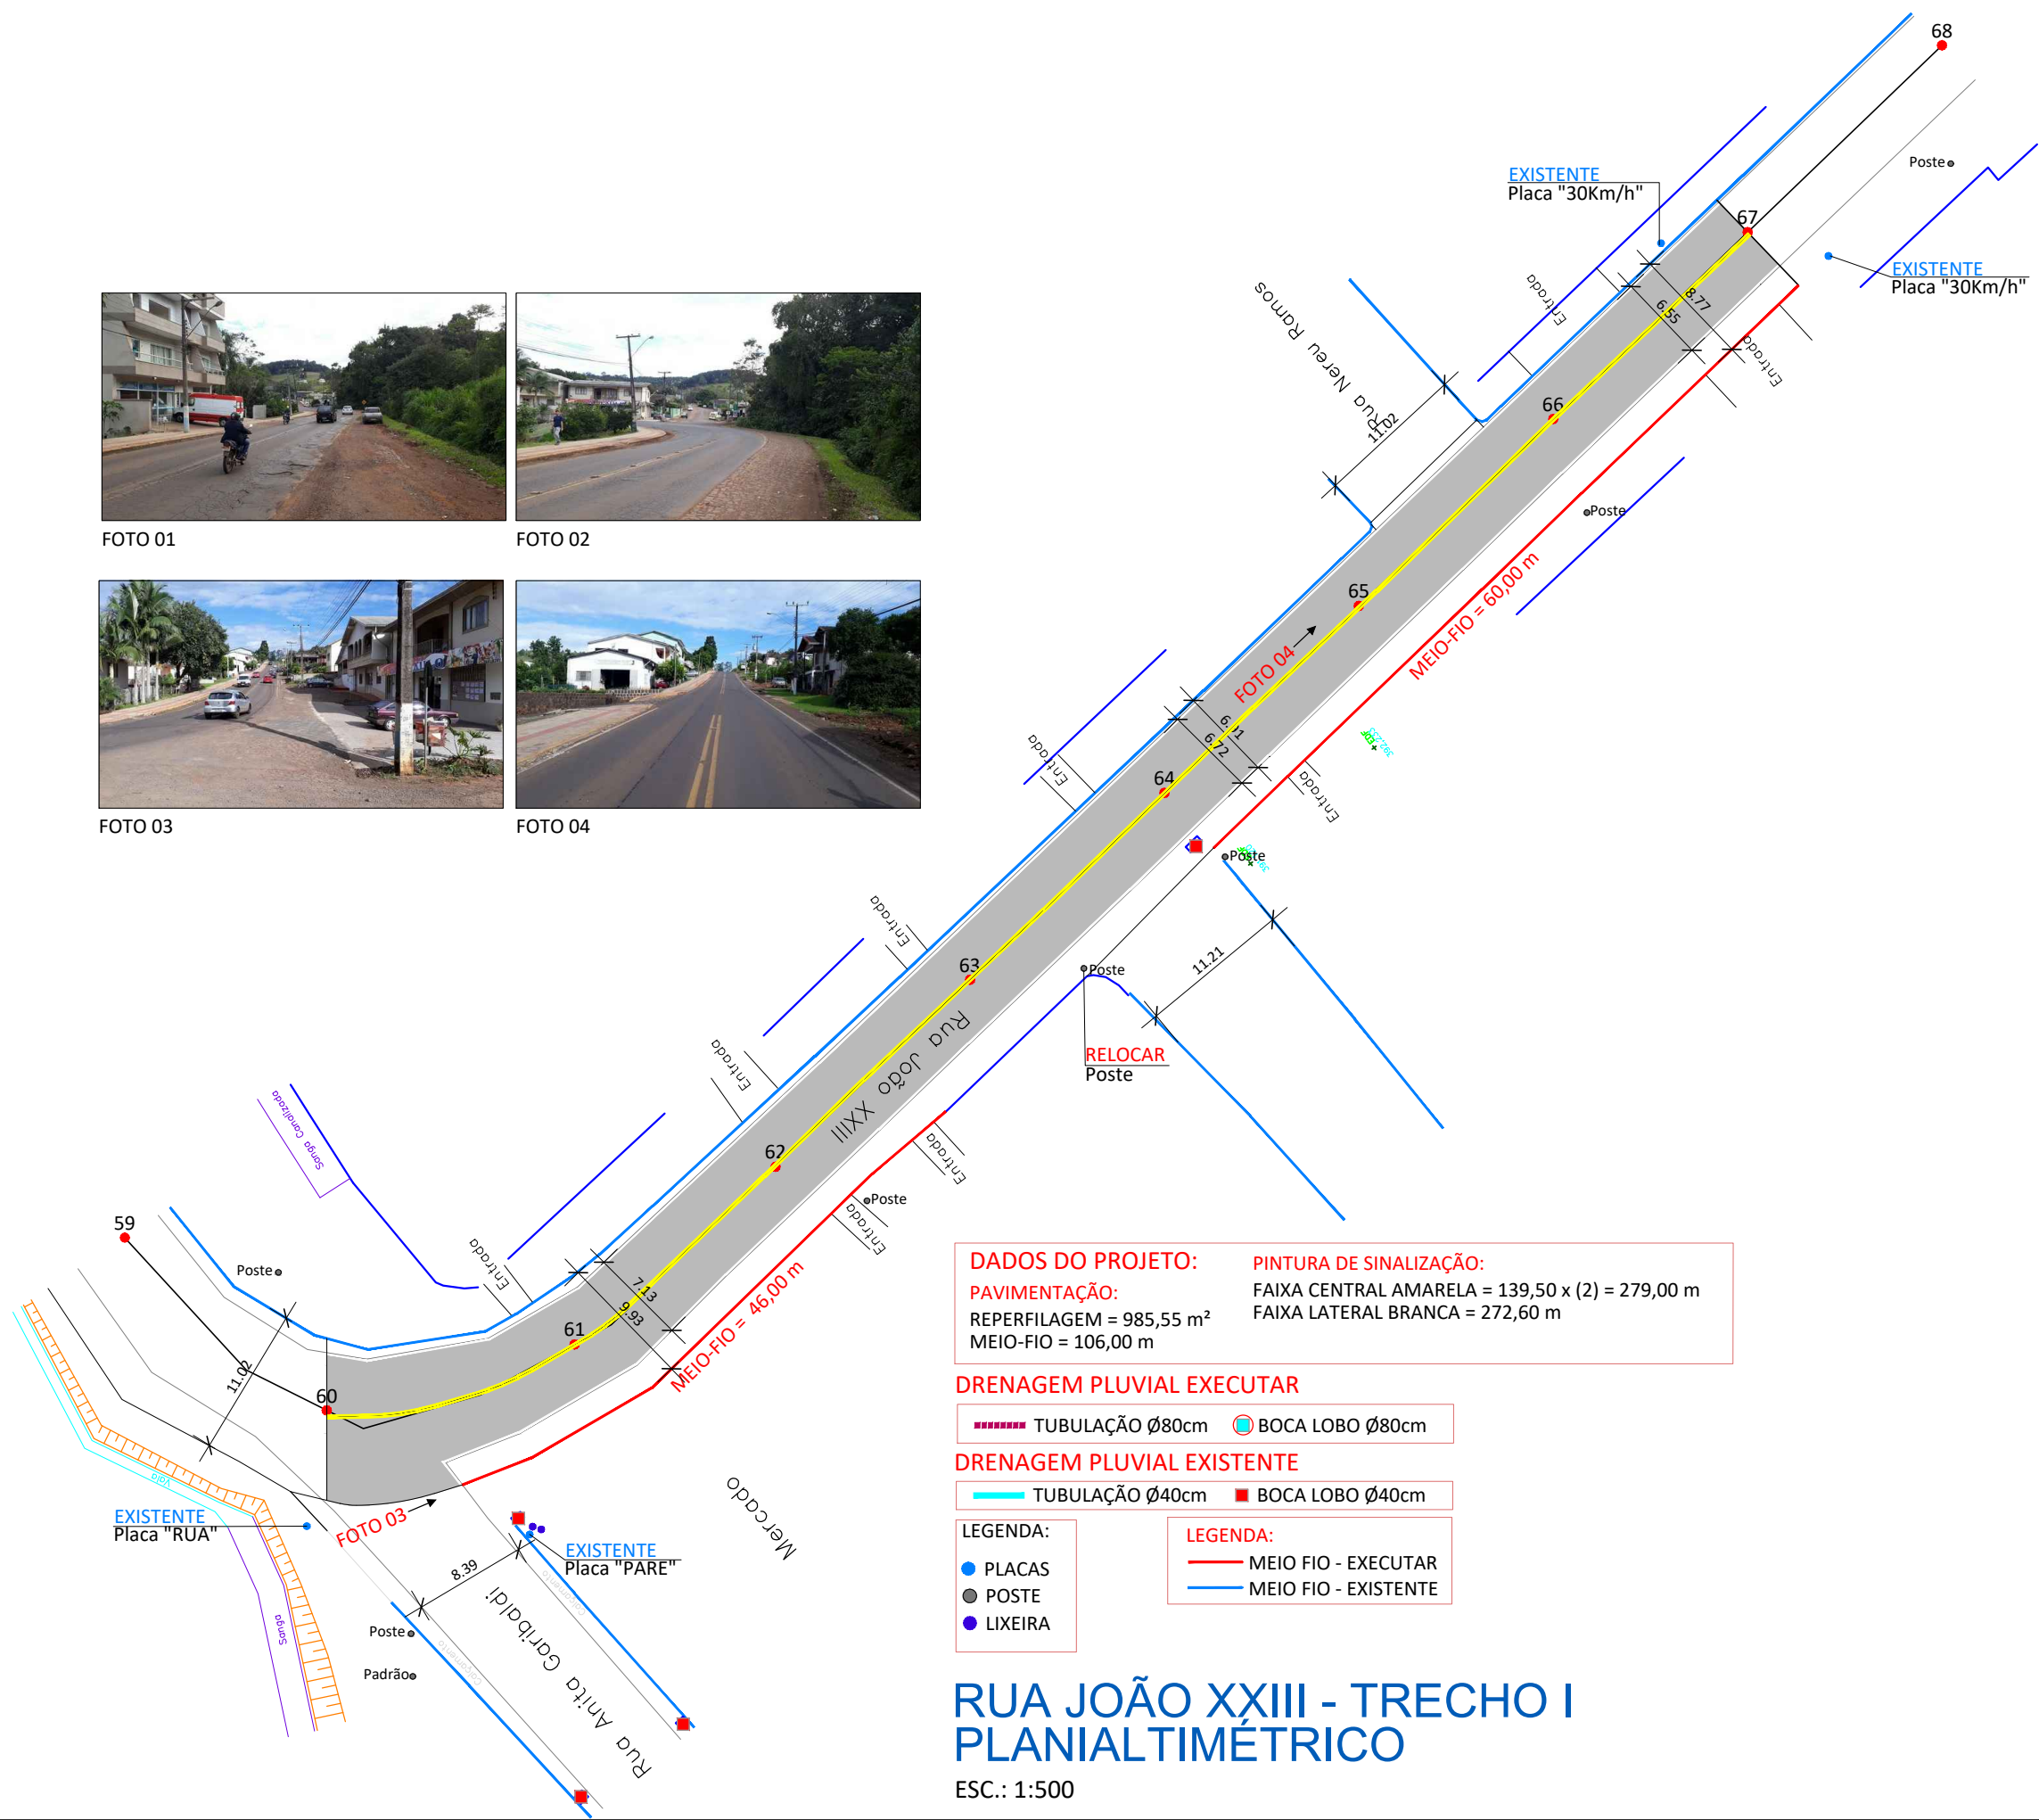 68
Poste
EXISTENTE
Placa "30Km/h"
67
EXISTENTE
Placa "30Km/h"
Entrada
8.77
6.55
Entrada
Rua Nereu Ramos
11.02
66
FOTO 01
FOTO 02
Poste
MEIO-FIO = 60,00 m
65
FOTO 04
6.72
64
Entrada
Entrada
FOTO 03
FOTO 04
Poste
Entrada
63
Poste
11.21
Rua João XXIII
RELOCAR
Poste
Entrada
Sanga Canalizada
62
Entrada
Poste
Entrada
59
Poste
Entrada
7.13
9.93
61
MEIO-FIO = 46,00 m
11.02
60
Vala
EXISTENTE
Placa "RUA"
FOTO 03
Mercado
EXISTENTE
Placa "PARE"
8.39
Calçamento
Calçamento
Sanga
Poste
Padrão
Rua Anita Garibaldi
DADOS DO PROJETO:
PAVIMENTAÇÃO:
REPERFILAGEM = 985,55 m²
MEIO-FIO = 106,00 m
PINTURA DE SINALIZAÇÃO:
FAIXA CENTRAL AMARELA = 139,50 x (2) = 279,00 m
FAIXA LATERAL BRANCA = 272,60 m
DRENAGEM PLUVIAL EXECUTAR
TUBULAÇÃO Ø80cm
BOCA LOBO Ø80cm
DRENAGEM PLUVIAL EXISTENTE
TUBULAÇÃO Ø40cm
BOCA LOBO Ø40cm
LEGENDA:
PLACAS
POSTE
LIXEIRA
LEGENDA:
MEIO FIO - EXECUTAR
MEIO FIO - EXISTENTE
RUA JOÃO XXIII - TRECHO I
PLANIALTIMÉTRICO
ESC.: 1:500